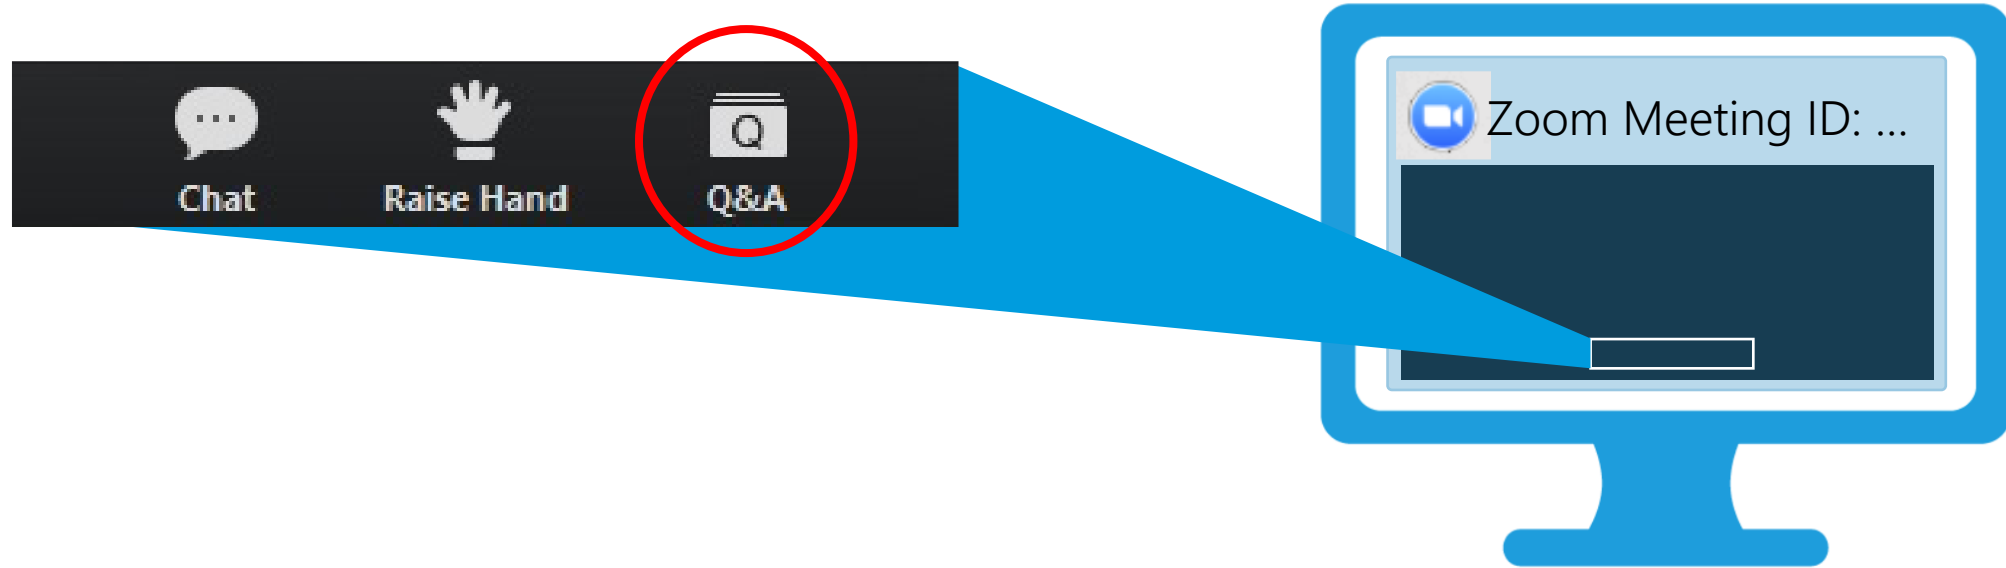 Zoom Meeting ID: ...
Q
Chat
Raise Hand
Q&A